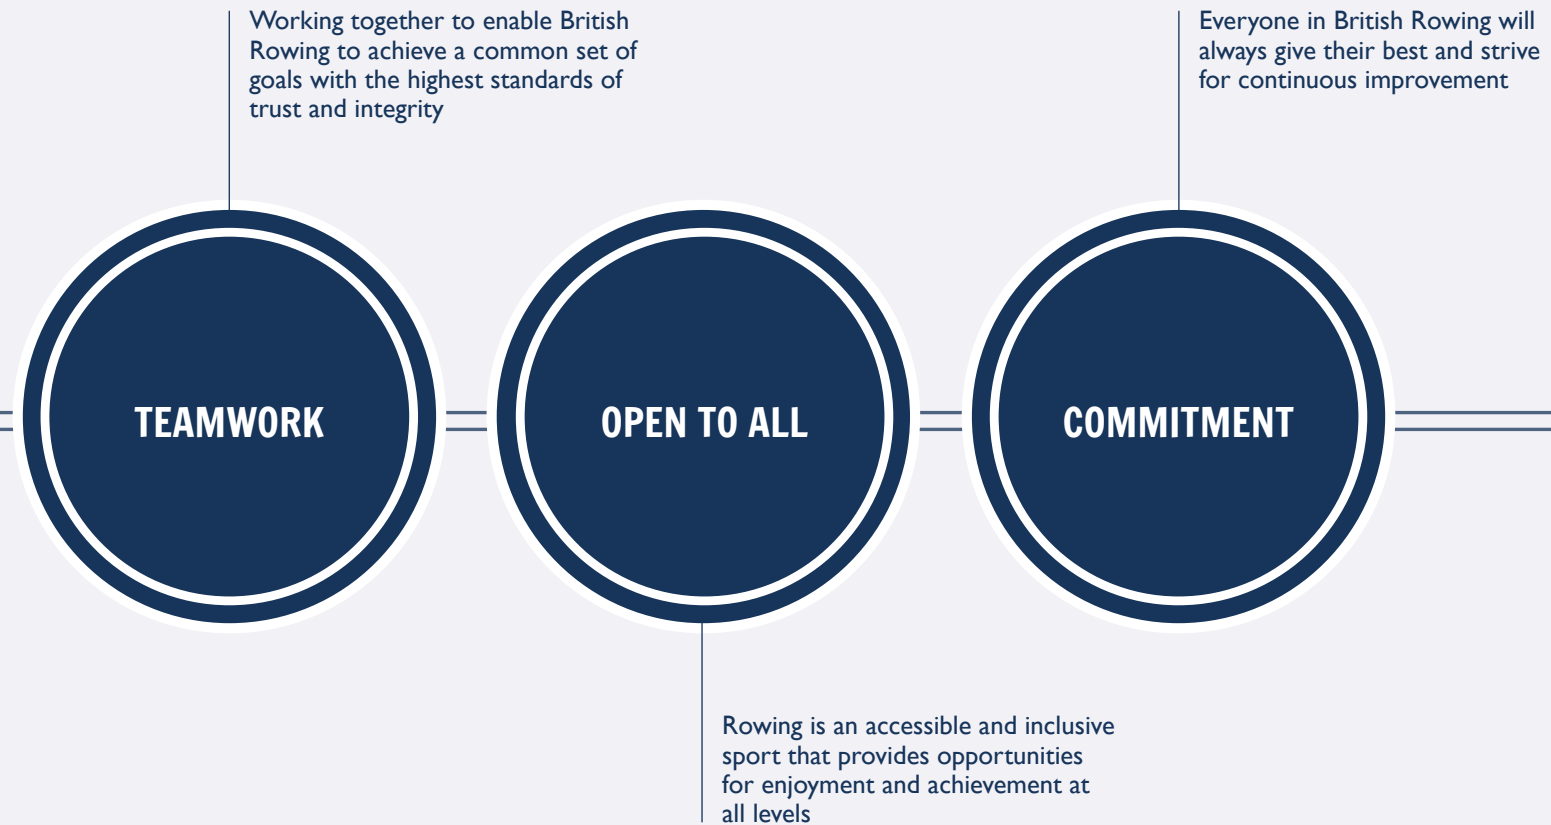 Working together to enable British
Rowing to achieve a common set of
goals with the highest standards of
trust and integrity
Everyone in British Rowing will
always give their best and strive
for continuous improvement
TEAMWORK
OPEN TO ALL
COMMITMENT
Rowing is an accessible and inclusive
sport that provides opportunities
for enjoyment and achievement at
all levels